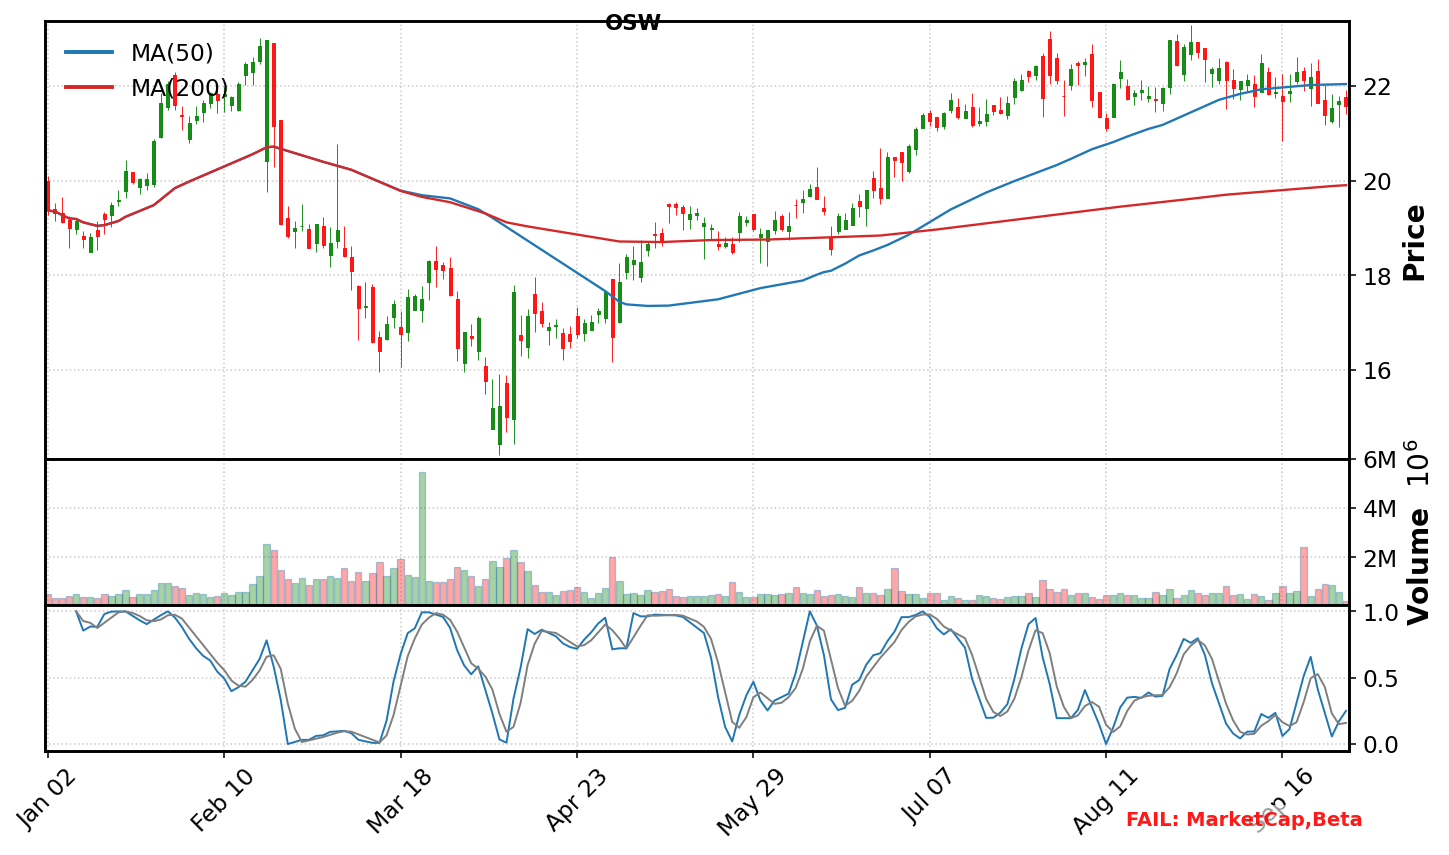 OSW
MA(50)
MA(200)
22
20
18
16
Price
6M
4M
2M
Volume 10^6
1.0
0.5
0.0
Jan 02
Feb 10
Mar 18
Apr 23
May 29
Jul 07
Aug 11
Sep 16
FAIL: MarketCap,Beta